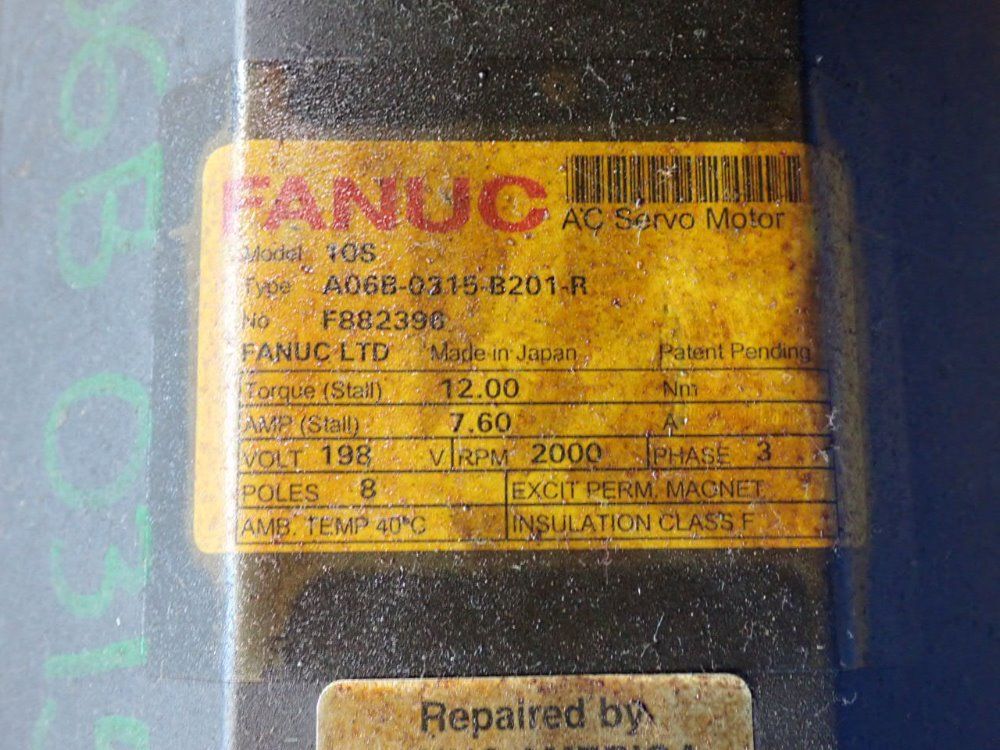 FANUC
AC Servo Motor
Model 10S
Type A06B-0315-B201-R
No F882396
FANUC LTD Made in Japan Patent Pending
Torque (Stall) 12.00 Nm
AMP (Stall) 7.60 A
VOLT 198 V RPM 2000 PHASE 3
POLES 8 EXCIT PERM. MAGNET
AMB. TEMP 40°C INSULATION CLASS F
Repaired by